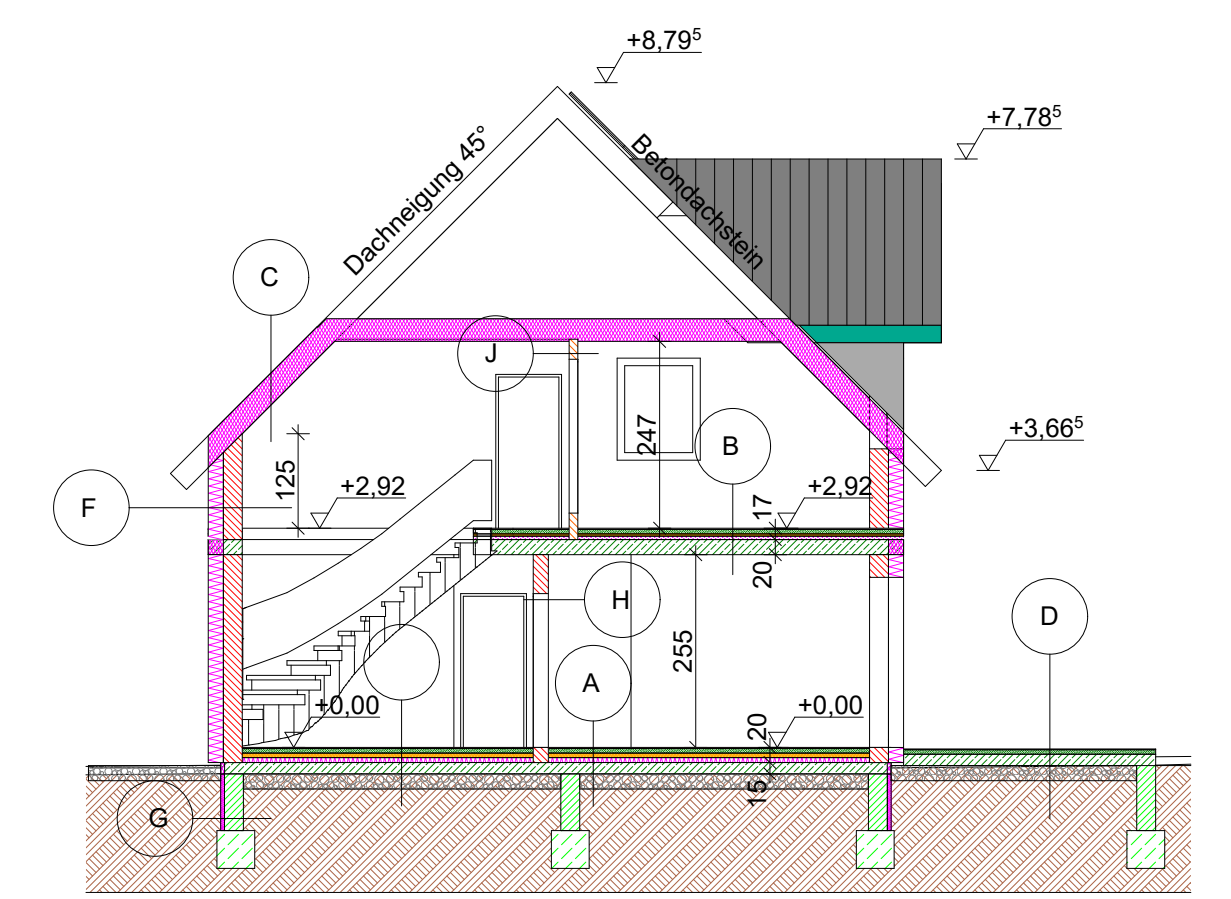 +8,79⁵
+7,78⁵
Dachneigung 45°
Betondachstein
C
J
+3,66⁵
247
B
125
+2,92
+2,92
17
F
20
H
D
255
A
+0,00
+0,00
20
15
G